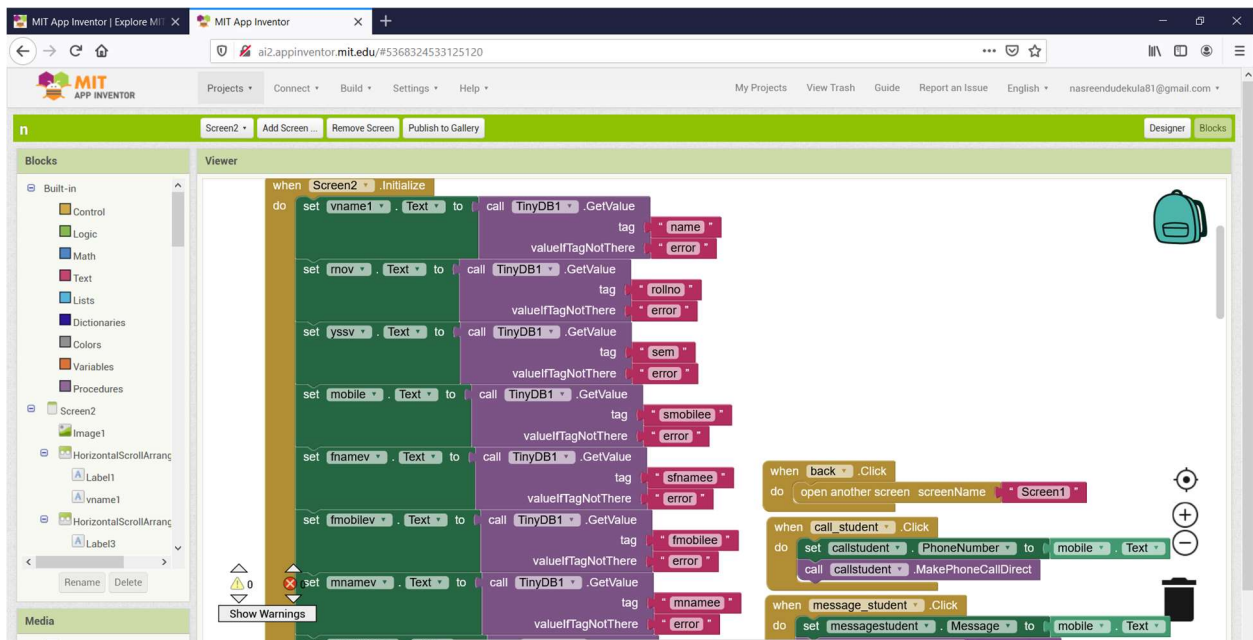 MIT App Inventor | Explore MIT
MIT App Inventor
ai2.appinventor.mit.edu/#5368324533125120
MIT
APP INVENTOR
Projects Connect Build Settings Help My Projects View Trash Guide Report an Issue English nasreendudekula81@gmail.com
n
Screen2 Add Screen ... Remove Screen Publish to Gallery Designer Blocks
Blocks
Viewer
Built-in
Control
Logic
Math
Text
Lists
Dictionaries
Colors
Variables
Procedures
Screen2
Image1
HorizontalScrollArrang
Label1
vname1
HorizontalScrollArrang
Label3
Rename Delete
Media
when Screen2 .Initialize
do set vname1 . Text to call TinyDB1 .GetValue
tag " name "
valueIfTagNotThere " error "
set rnov . Text to call TinyDB1 .GetValue
tag " rollno "
valueIfTagNotThere " error "
set yssv . Text to call TinyDB1 .GetValue
tag " sem "
valueIfTagNotThere " error "
set mobile . Text to call TinyDB1 .GetValue
tag " smobilee "
valueIfTagNotThere " error "
set fnamev . Text to call TinyDB1 .GetValue
tag " sfnamee "
valueIfTagNotThere " error "
set fmobilev . Text to call TinyDB1 .GetValue
tag " fmobilee "
valueIfTagNotThere " error "
set mnamev . Text to call TinyDB1 .GetValue
tag " mnamee "
valueIfTagNotThere " error "
when back .Click
do open another screen screenName " Screen1 "
when call_student .Click
do set callstudent . PhoneNumber to mobile . Text
call callstudent .MakePhoneCallDirect
when message_student .Click
do set messagestudent . Message to mobile . Text
0
Show Warnings